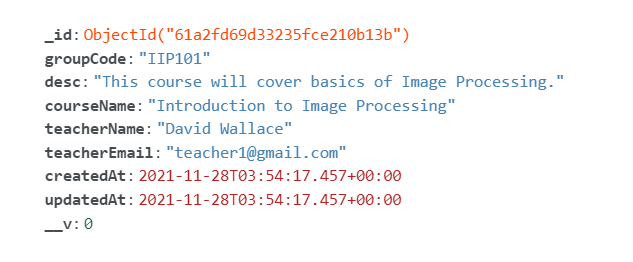 _id: ObjectId("61a2fd69d33235fce210b13b")
groupCode: "IIP101"
desc: "This course will cover basics of Image Processing."
courseName: "Introduction to Image Processing"
teacherName: "David Wallace"
teacherEmail: "teacher1@gmail.com"
createdAt: 2021-11-28T03:54:17.457+00:00
updatedAt: 2021-11-28T03:54:17.457+00:00
__v: 0